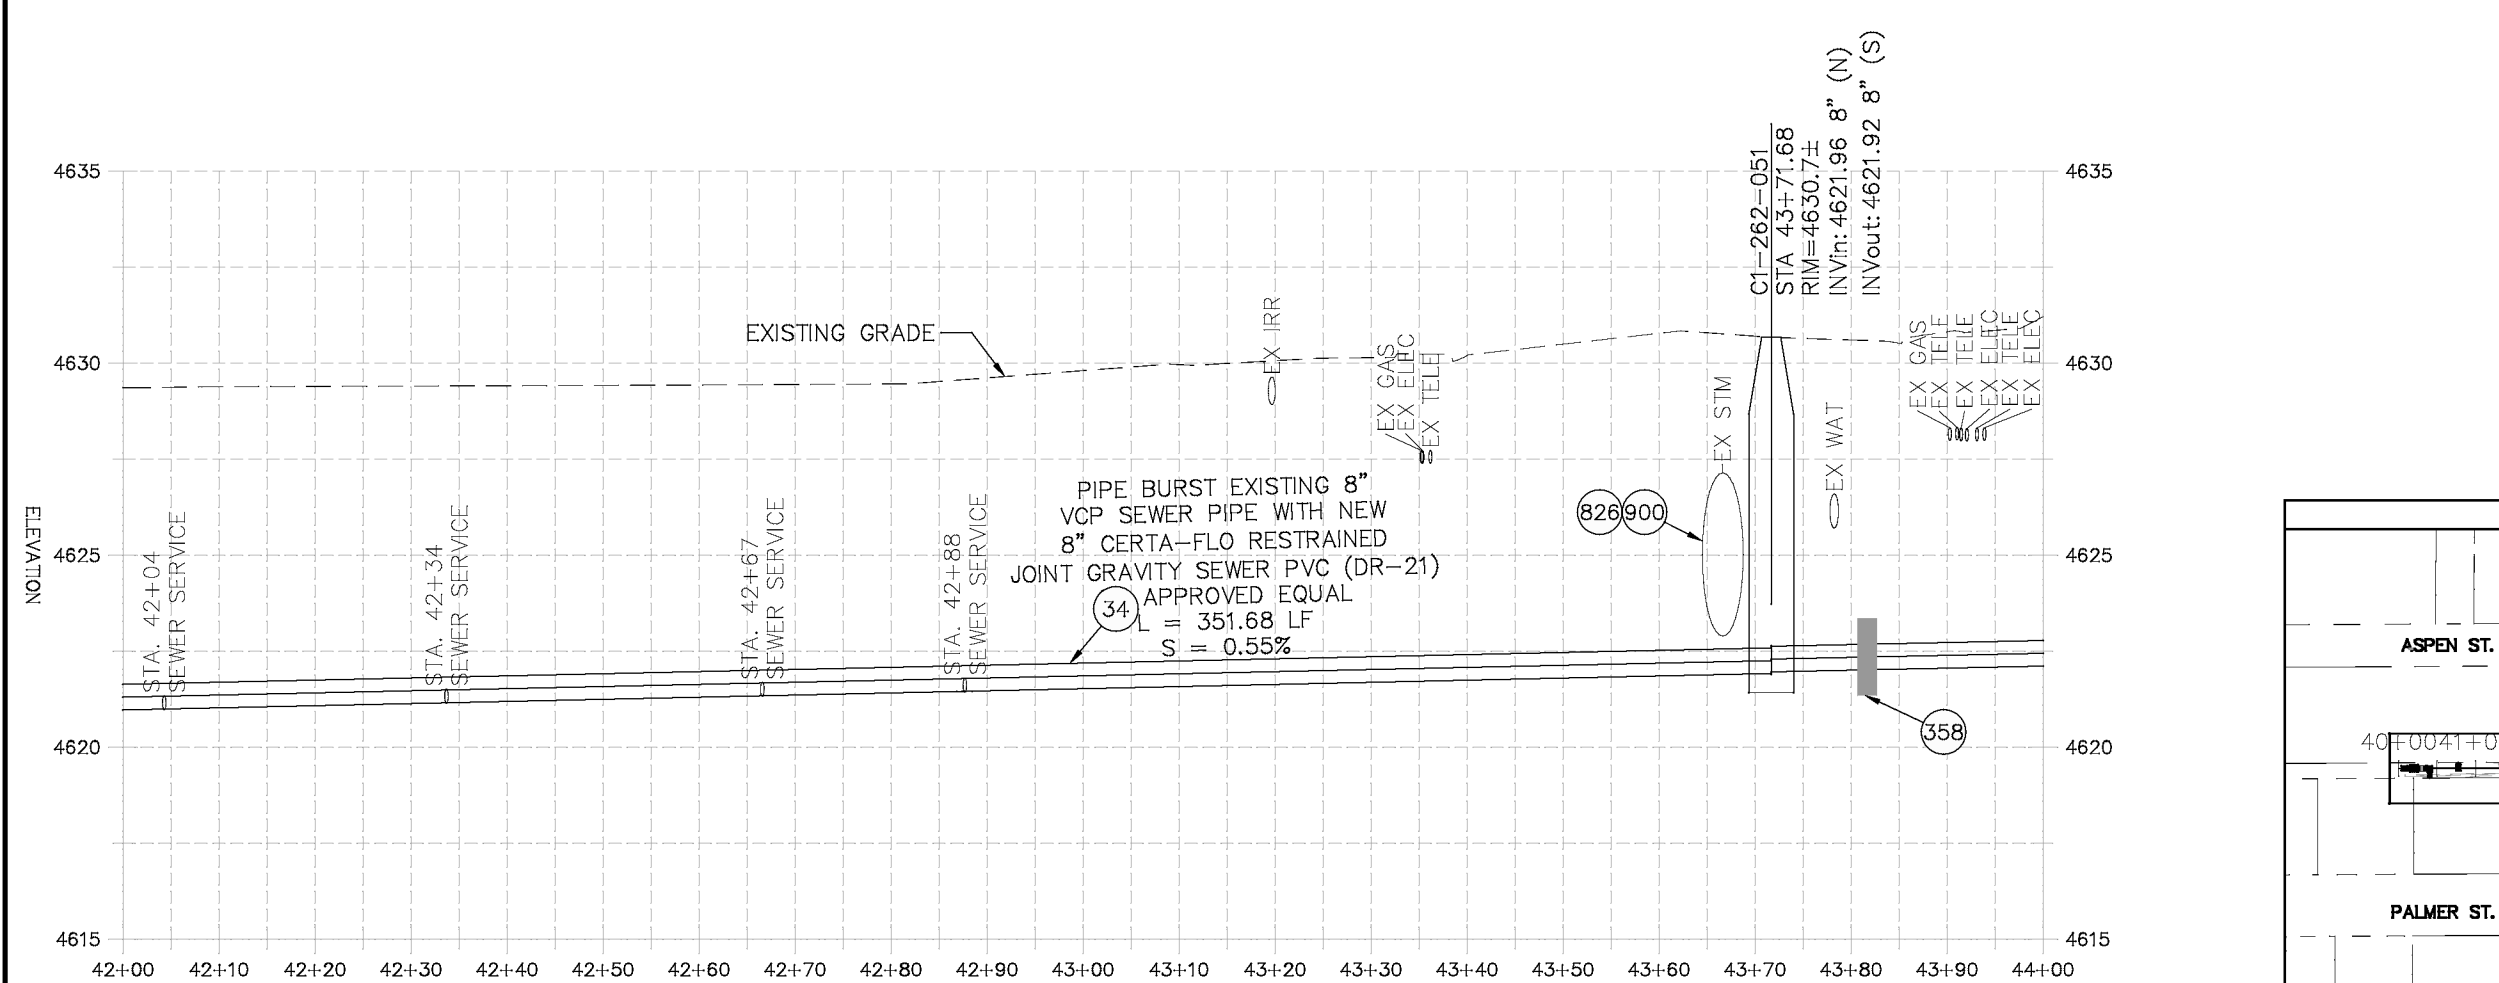 C1-262-051
STA 43+71.68
RIM=4630.7±
INVin: 4621.96 8" (N)
INVout: 4621.92 8" (S)
4635
4635
EXISTING GRADE
EX IRR
EX GAS
EX ELEC
EX TELE
EX STM
EX WAT
EX GAS
EX TELE
EX TELE
EX ELEC
EX TELE
EX ELEC
4630
4630
PIPE BURST EXISTING 8"
VCP SEWER PIPE WITH NEW
8" CERTA-FLO RESTRAINED
JOINT GRAVITY SEWER PVC (DR-21)
APPROVED EQUAL
L = 351.68 LF
S = 0.55%
34
826
900
ELEVATION
4625
4625
STA. 42+04
SEWER SERVICE
STA. 42+34
SEWER SERVICE
STA. 42+67
SEWER SERVICE
STA. 42+88
SEWER SERVICE
358
4620
4620
4615
4615
42+00 42+10 42+20 42+30 42+40 42+50 42+60 42+70 42+80 42+90 43+00 43+10 43+20 43+30 43+40 43+50 43+60 43+70 43+80 43+90 44+00
ASPEN ST.
40+00
PALMER ST.